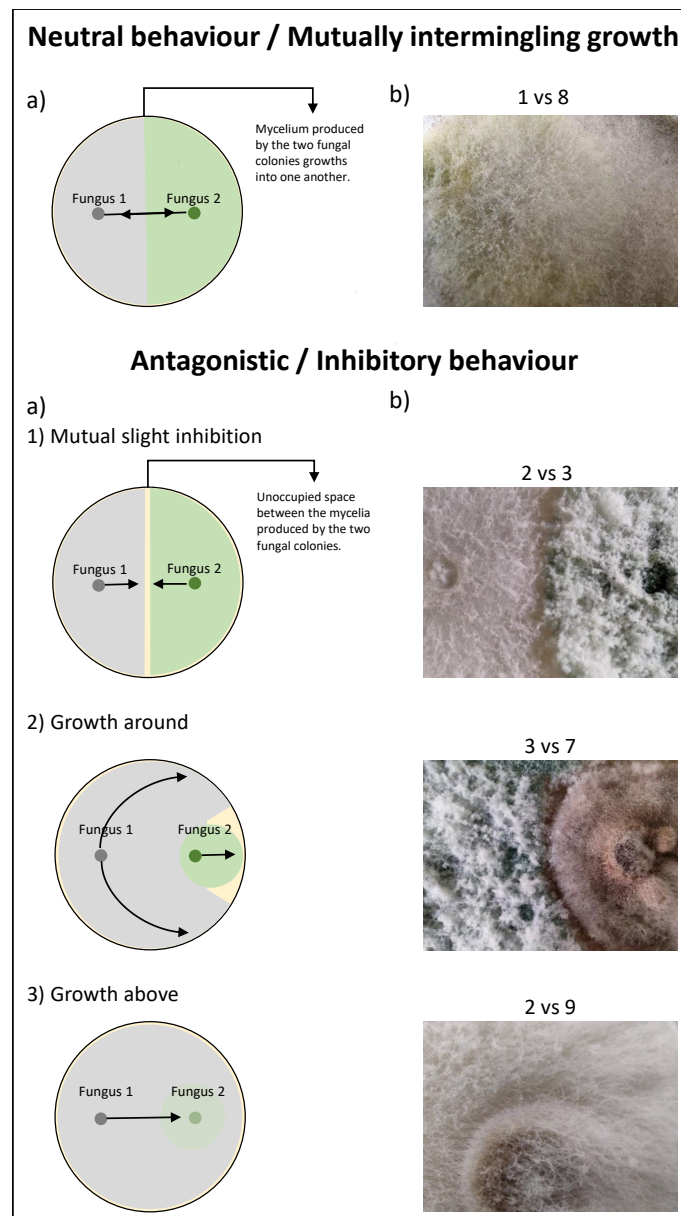 Neutral behaviour / Mutually intermingling growth
a)
b)
1 vs 8
Mycelium produced
by the two fungal
colonies growths
into one another.
Fungus 1
Fungus 2
Antagonistic / Inhibitory behaviour
a)
b)
1) Mutual slight inhibition
2 vs 3
Unoccupied space
between the mycelia
produced by the two
fungal colonies.
Fungus 1
Fungus 2
2) Growth around
3 vs 7
Fungus 1
Fungus 2
3) Growth above
2 vs 9
Fungus 1
Fungus 2